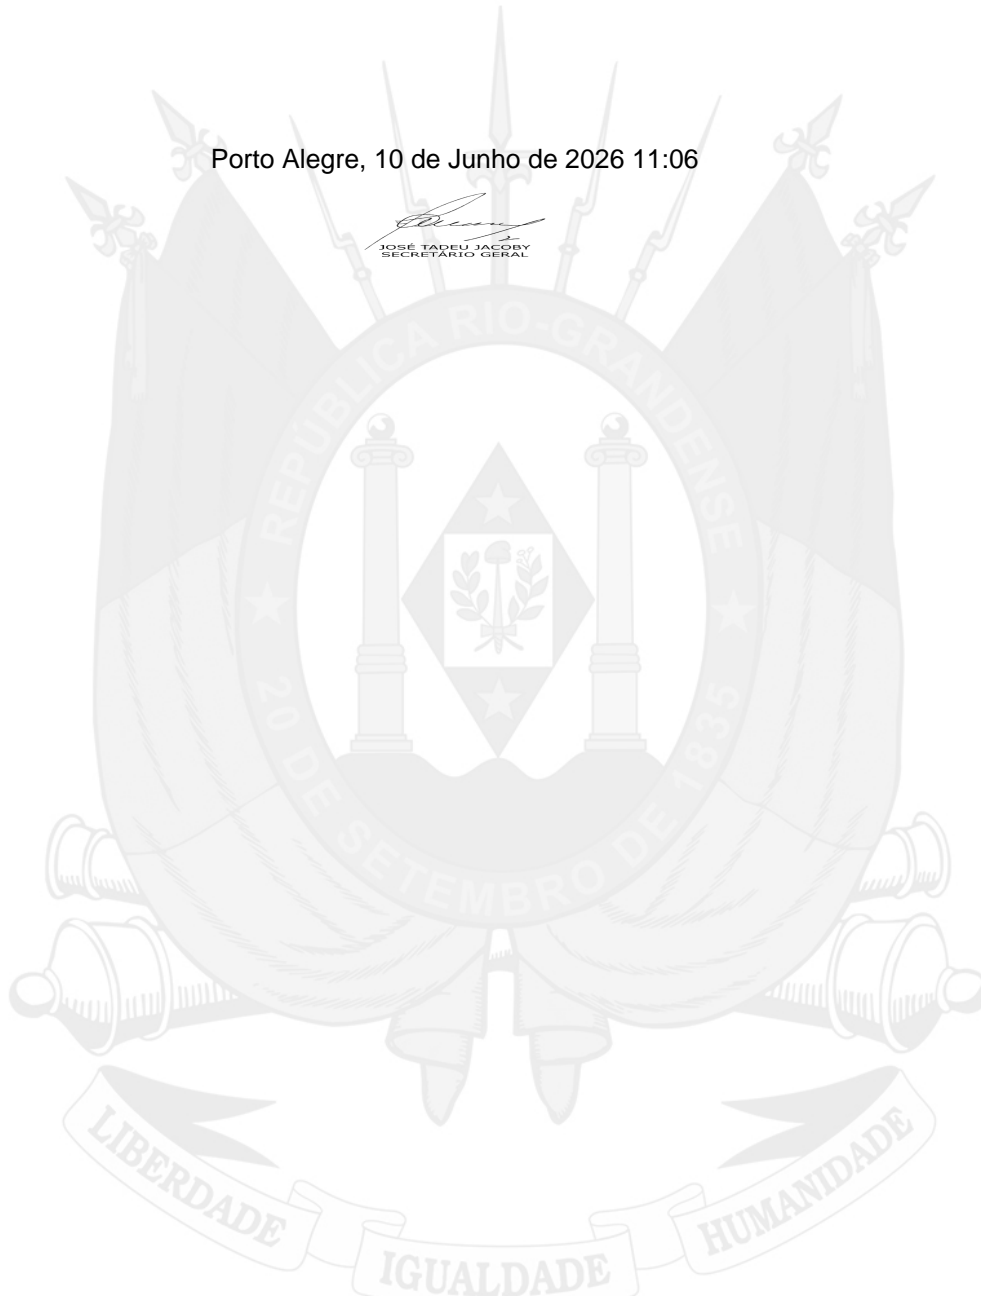 Porto Alegre, 10 de Junho de 2026 11:06
JOSÉ TADEU JACOBY
SECRETÁRIO GERAL
REPÚBLICA RIO-GRANDENSE
20 DE SETEMBRO DE 1835
LIBERDADE
IGUALDADE
HUMANIDADE